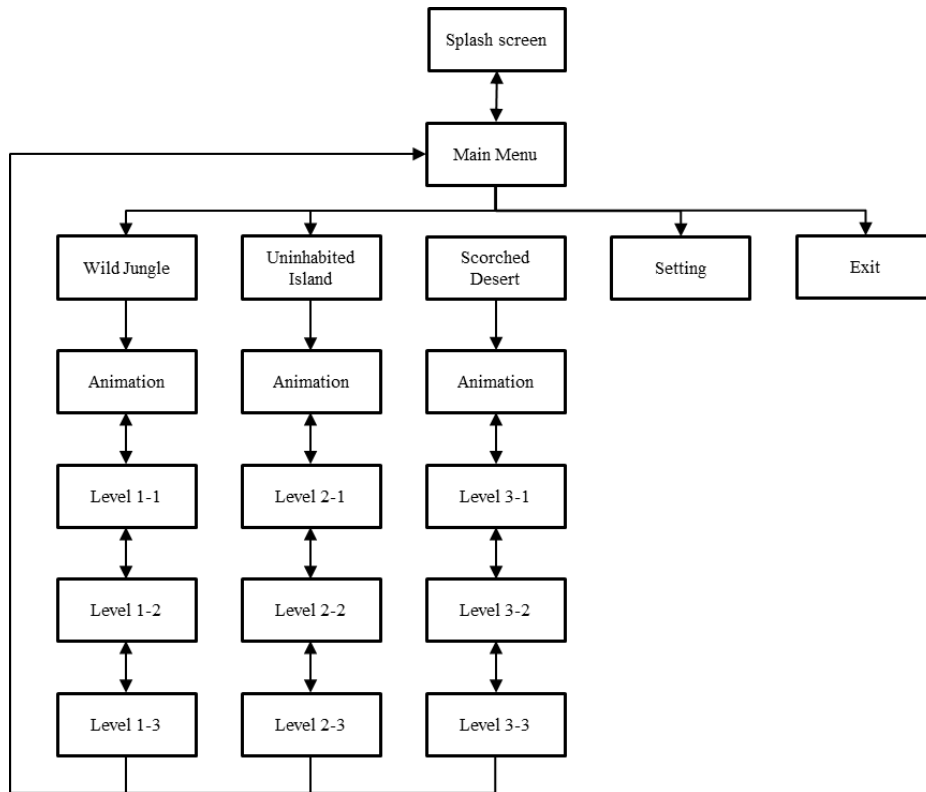 Splash screen
Main Menu
Wild Jungle
Uninhabited
Island
Scorched
Desert
Setting
Exit
Animation
Animation
Animation
Level 1-1
Level 2-1
Level 3-1
Level 1-2
Level 2-2
Level 3-2
Level 1-3
Level 2-3
Level 3-3